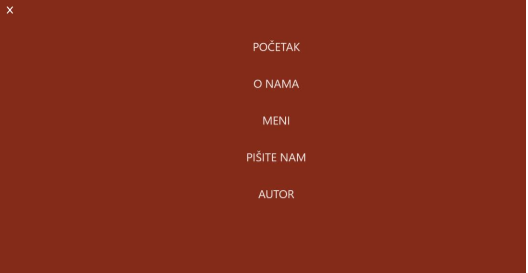 X
POČETAK
O NAMA
MENI
PIŠITE NAM
AUTOR